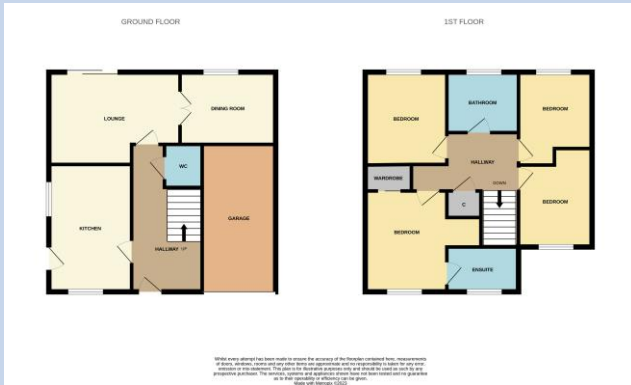 GROUND FLOOR
1ST FLOOR
LOUNGE
DINING ROOM
WC
KITCHEN
HALLWAY
UP
GARAGE
BEDROOM
BATHROOM
BEDROOM
HALLWAY
WARDROBE
DOWN
C
BEDROOM
BEDROOM
ENSUITE
Whilst every attempt has been made to ensure the accuracy of the floorplan contained here, measurements
of doors, windows, rooms and any other items are approximate and no responsibility is taken for any error,
omission or mis-statement. This plan is for illustrative purposes only and should be used as such by any
prospective purchaser. The services, systems and appliances shown have not been tested and no guarantee
as to their operability or efficiency can be given.
Made with Metropix ©2023